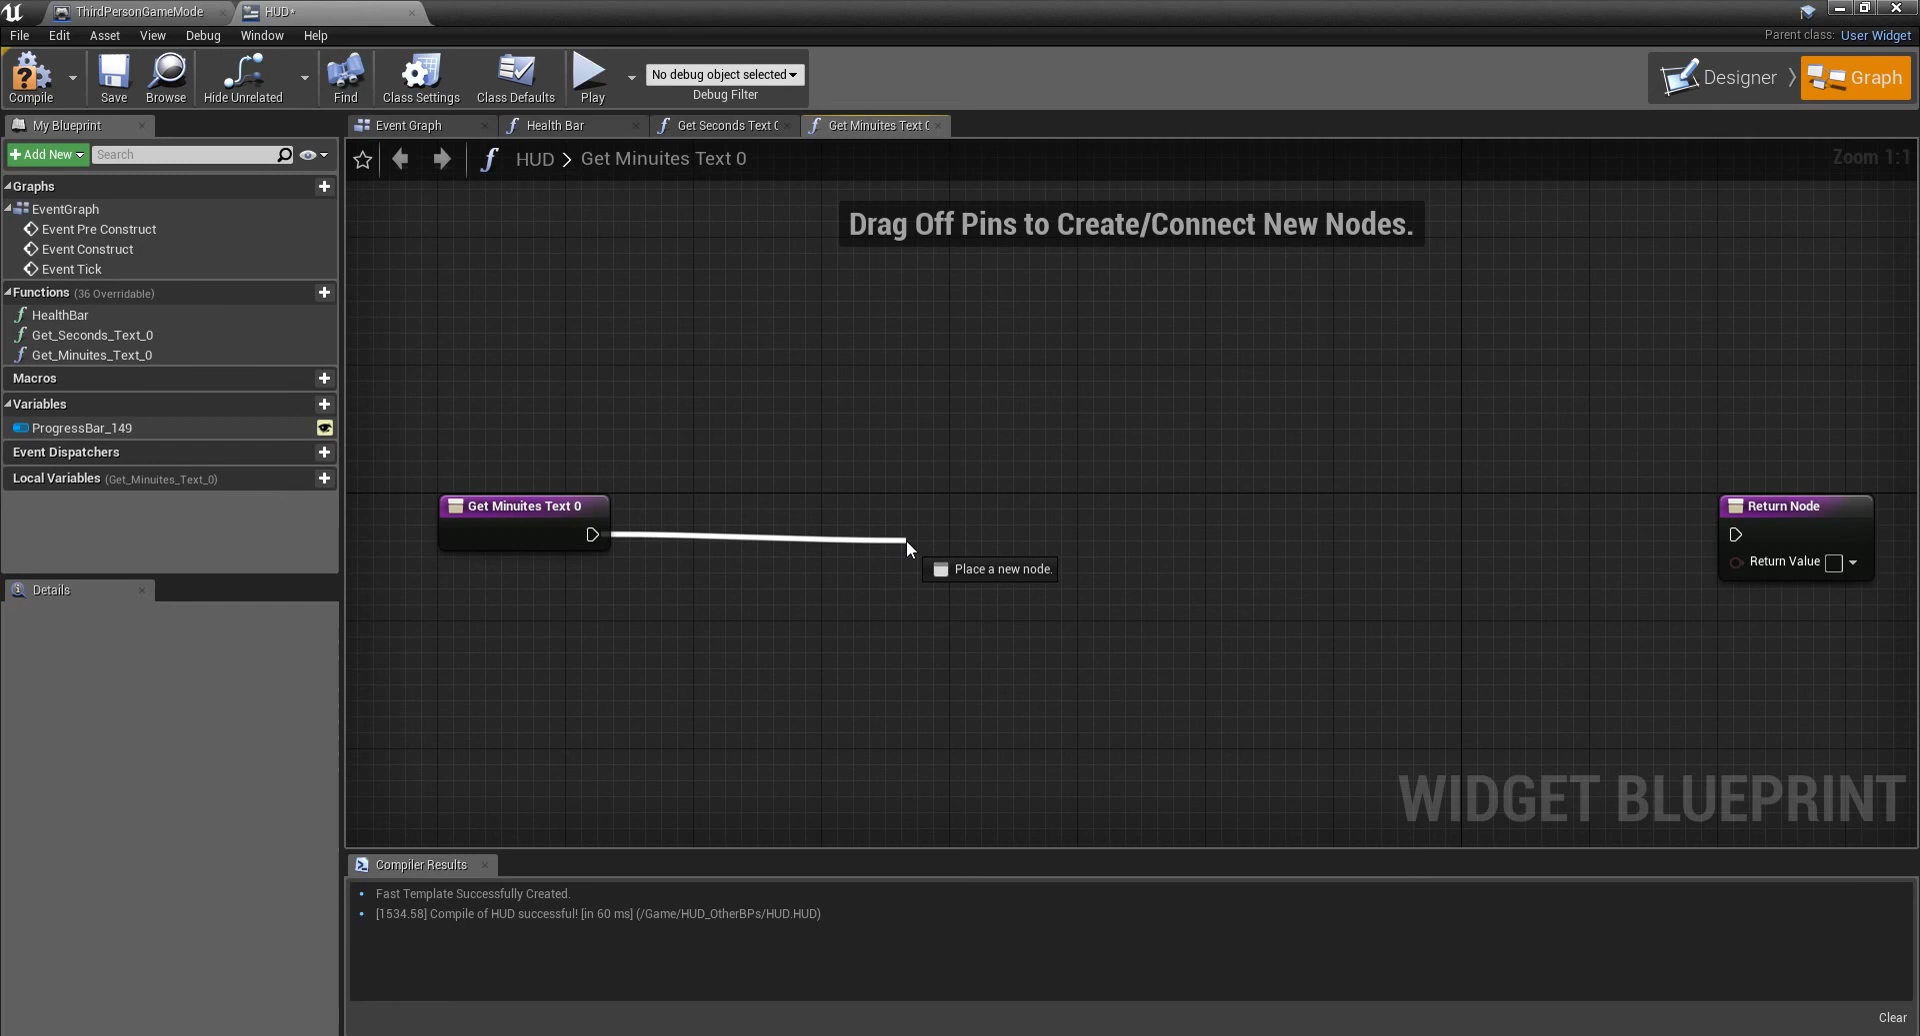 ThirdPersonGameMode
HUD*
File Edit Asset View Debug Window Help
Parent class: User Widget
Compile Save Browse Hide Unrelated Find Class Settings Class Defaults Play
No debug object selected
Debug Filter
Designer Graph
My Blueprint
Event Graph Health Bar Get Seconds Text 0 Get Minuites Text 0
Add New Search
HUD > Get Minuites Text 0
Zoom 1:1
Graphs
EventGraph
Event Pre Construct
Event Construct
Event Tick
Functions (36 Overridable)
HealthBar
Get_Seconds_Text_0
Get_Minuites_Text_0
Macros
Variables
ProgressBar_149
Event Dispatchers
Local Variables (Get_Minuites_Text_0)
Details
Drag Off Pins to Create/Connect New Nodes.
Get Minuites Text 0
Place a new node.
Return Node
Return Value
WIDGET BLUEPRINT
Compiler Results
Fast Template Successfully Created.
[1534.58] Compile of HUD successful! [in 60 ms] (/Game/HUD_OtherBPs/HUD.HUD)
Clear